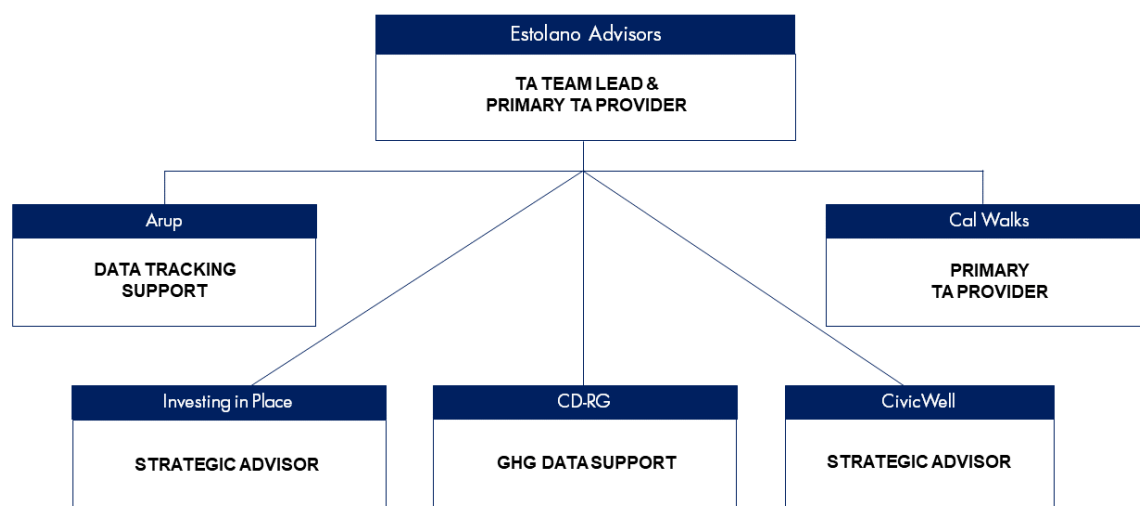 Estolano Advisors
TA TEAM LEAD &
PRIMARY TA PROVIDER
Arup
DATA TRACKING
SUPPORT
Cal Walks
PRIMARY
TA PROVIDER
Investing in Place
STRATEGIC ADVISOR
CD-RG
GHG DATA SUPPORT
CivicWell
STRATEGIC ADVISOR